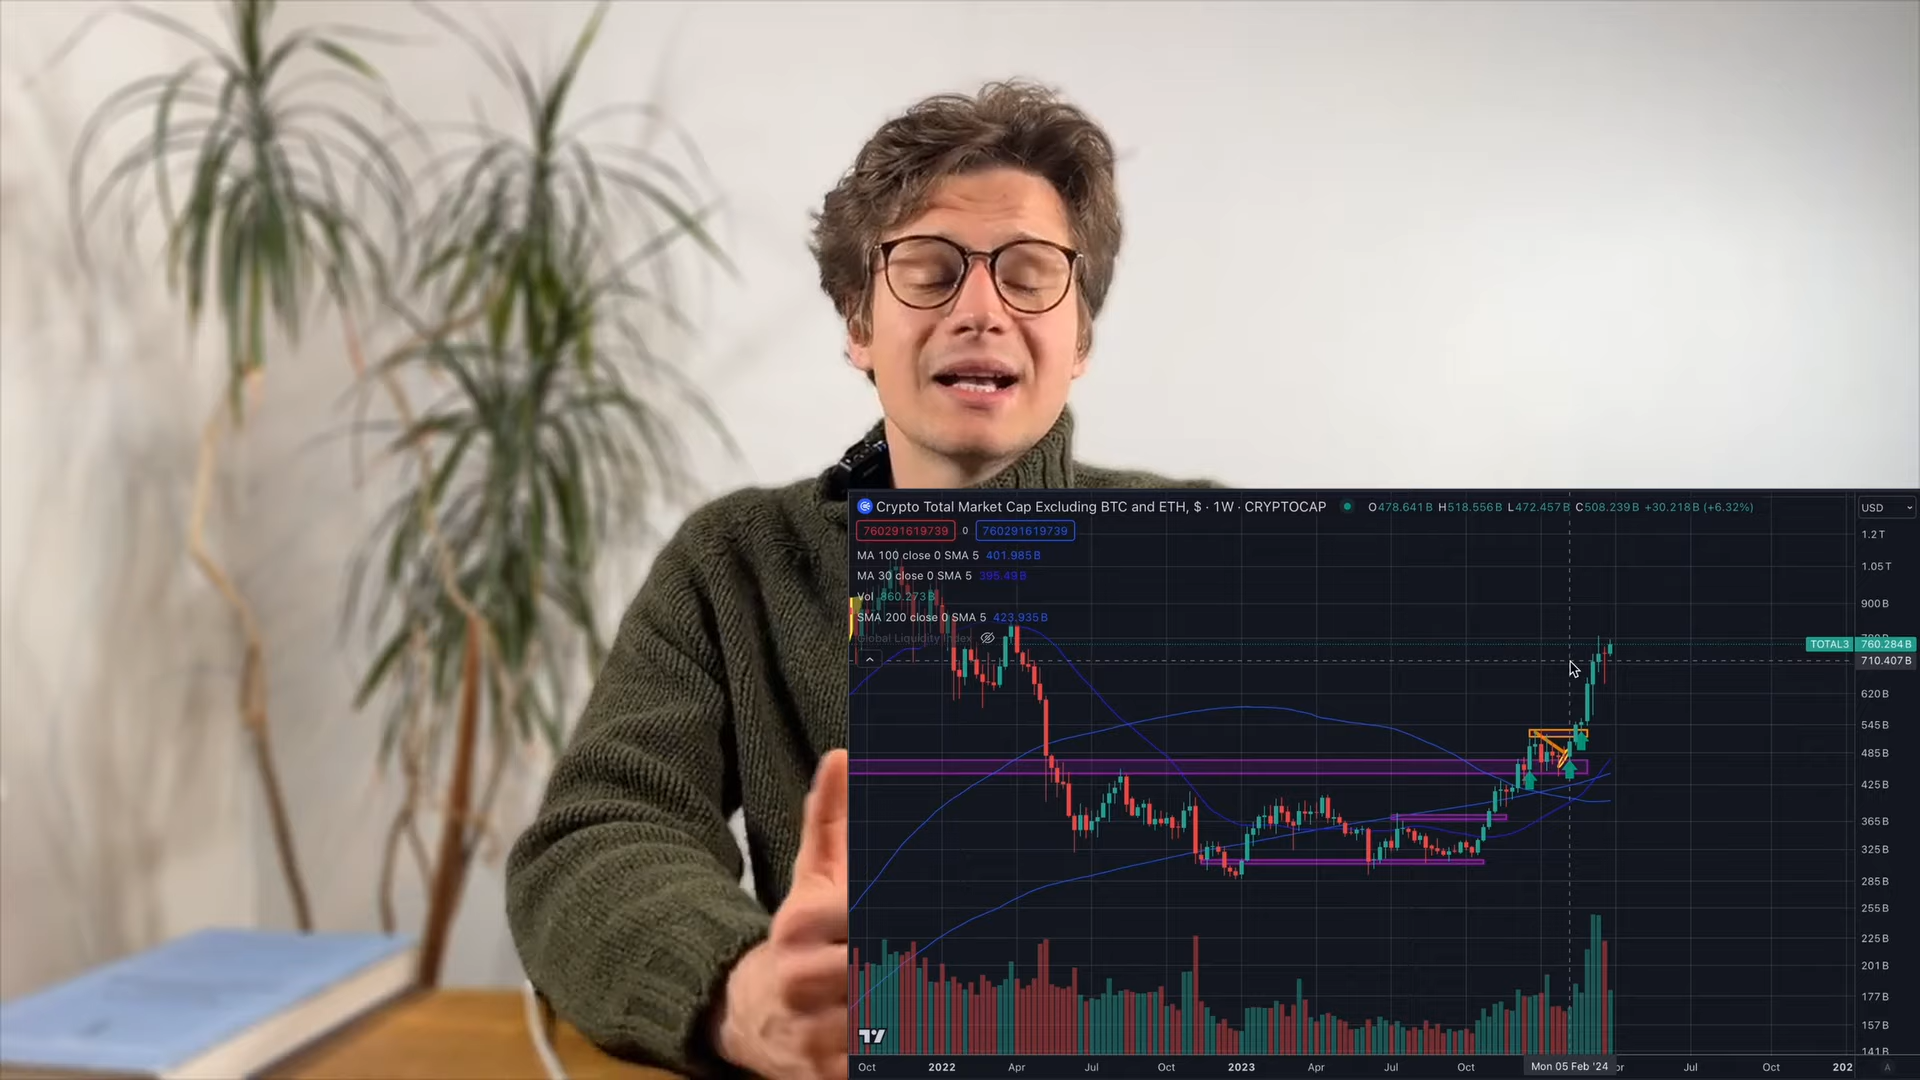 Crypto Total Market Cap Excluding BTC and ETH, $ · 1W · CRYPTOCAP O478.641B H518.556B L472.457B C508.239B +30.218B (+6.32%)
USD
760291619739 0 760291619739
MA 100 close 0 SMA 5 401.985B
MA 30 close 0 SMA 5 395.49B
Vol 860.273B
SMA 200 close 0 SMA 5 423.935B
Global Liquidity Index
1.2T
1.05T
900B
TOTAL3 760.284B
710.407B
620B
545B
485B
425B
365B
325B
285B
255B
225B
201B
177B
157B
141B
Oct 2022 Apr Jul Oct 2023 Apr Jul Oct Mon 05 Feb '24 Jul Oct
A